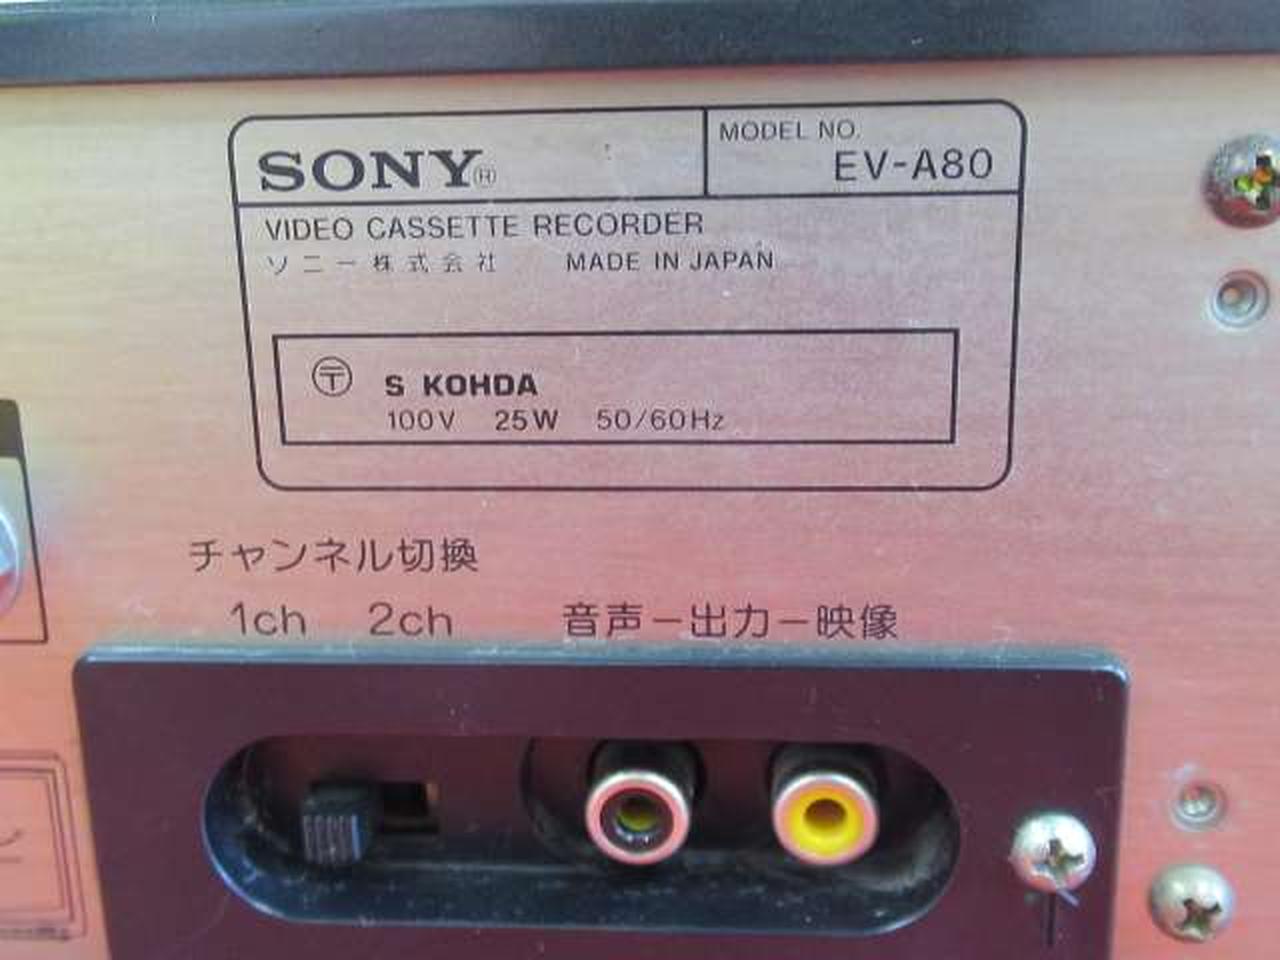 SONY®
MODEL NO.
EV-A80
VIDEO CASSETTE RECORDER
ソニー株式会社 MADE IN JAPAN
〶 S KOHDA
100V 25W 50/60Hz
チャンネル切換
1ch 2ch 音声－出力－映像